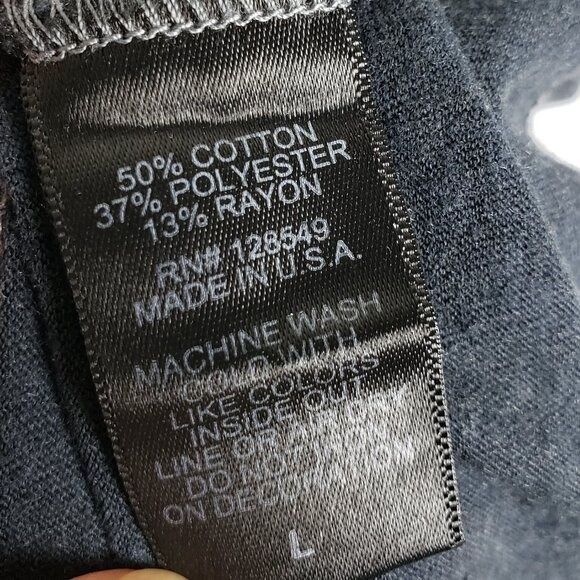 50% COTTON
37% POLYESTER
13% RAYON
RN# 128549
MADE IN U.S.A.
MACHINE WASH
COLD WITH
LIKE COLORS
INSIDE OUT
LINE OR AIR DRY
DO NOT IRON
ON DECORATION
L